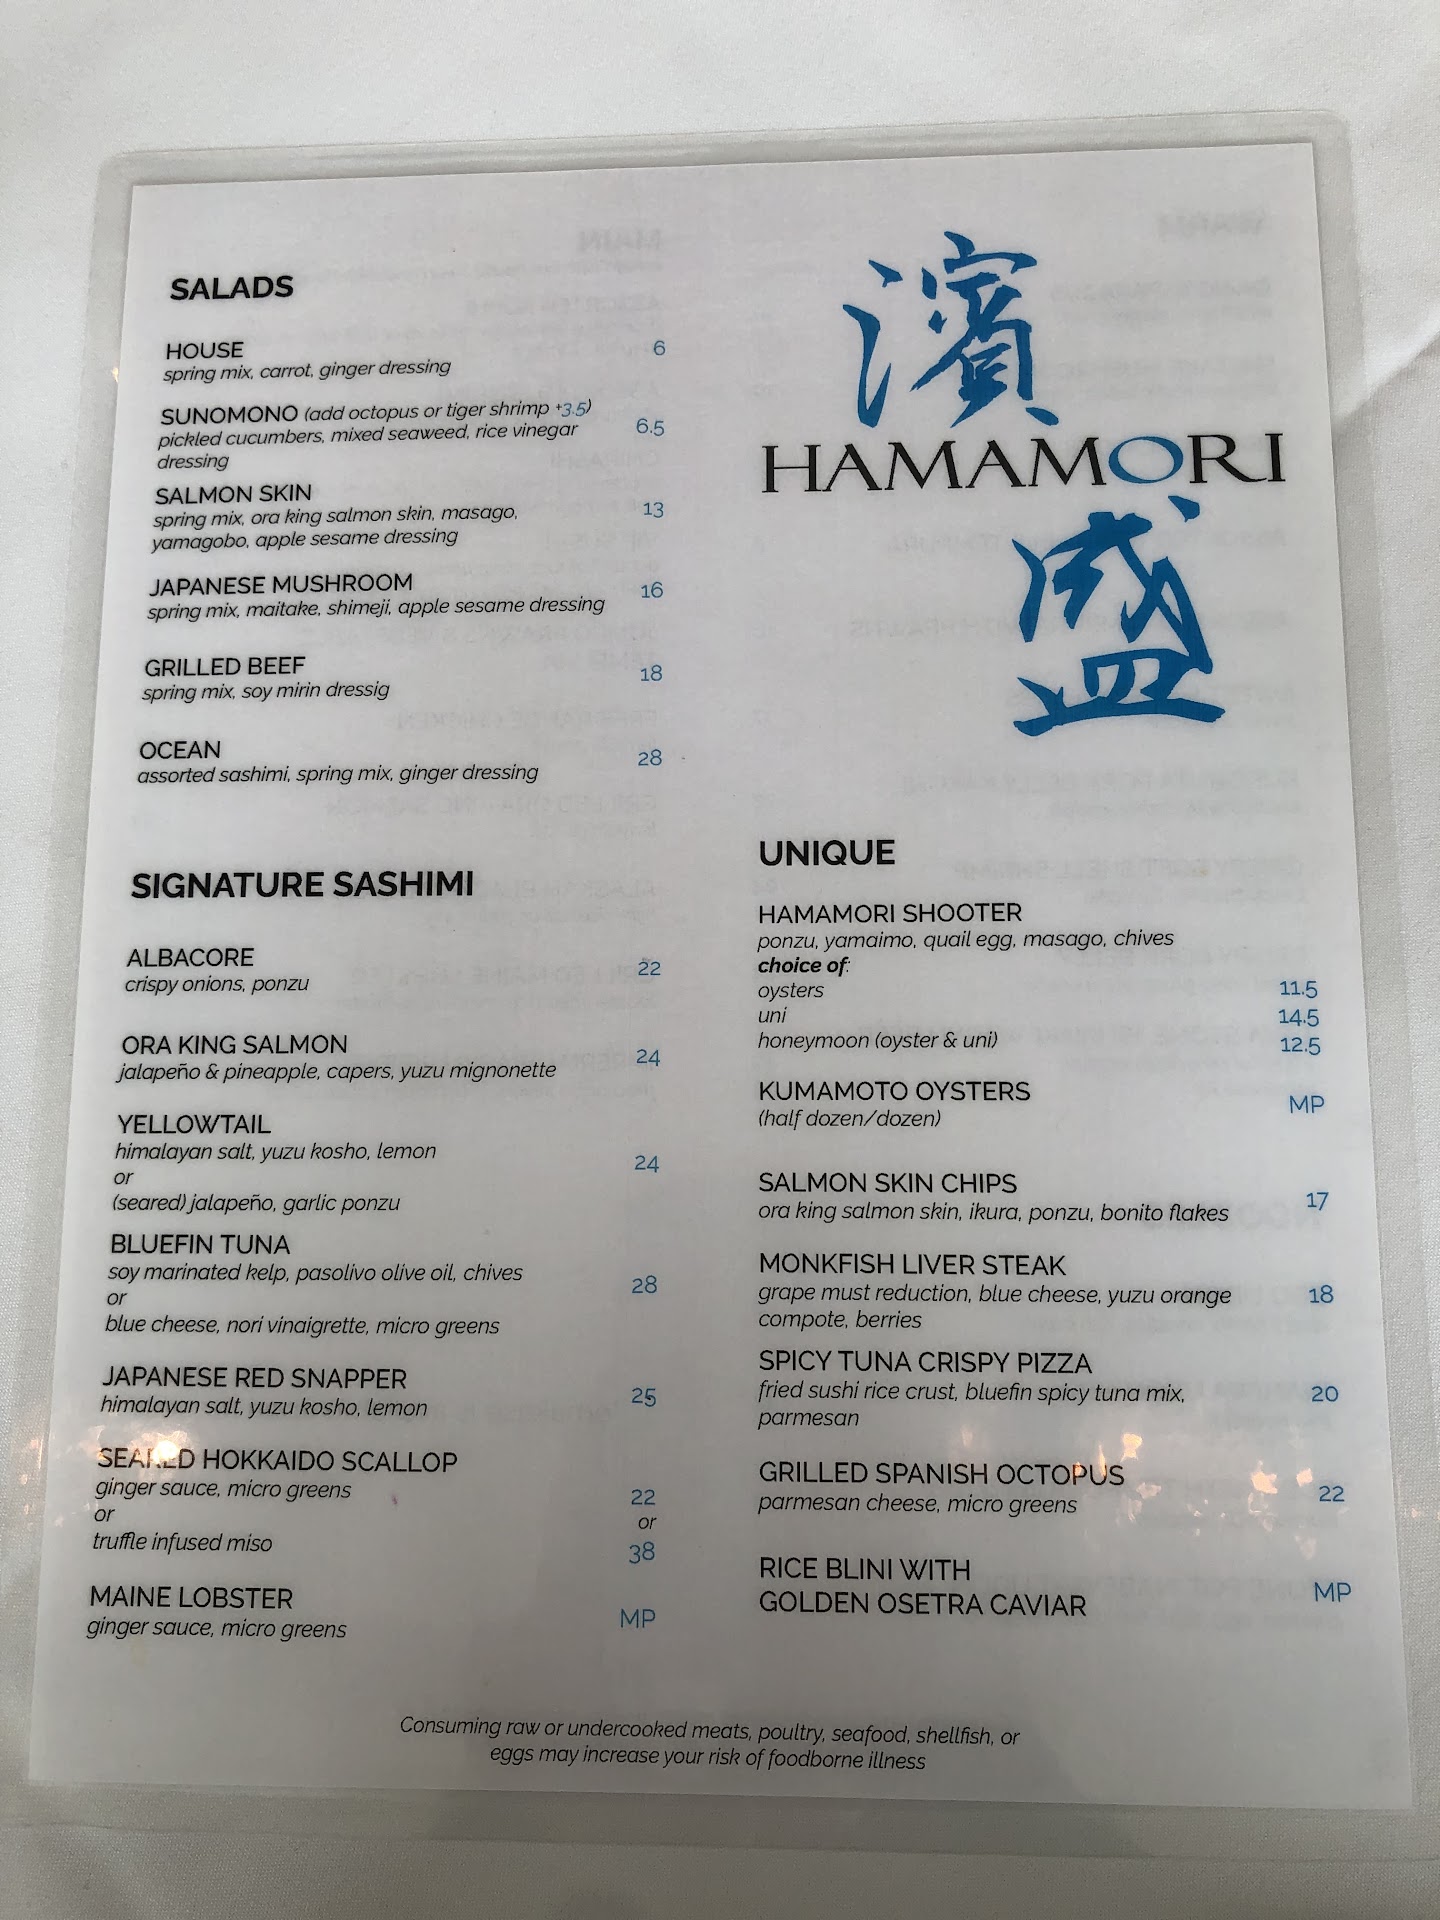 SALADS
HOUSE 6
spring mix, carrot, ginger dressing
SUNOMONO (add octopus or tiger shrimp +3.5)
pickled cucumbers, mixed seaweed, rice vinegar 6.5
dressing
SALMON SKIN
spring mix, ora king salmon skin, masago, 13
yamagobo, apple sesame dressing
JAPANESE MUSHROOM 16
spring mix, maitake, shimeji, apple sesame dressing
GRILLED BEEF 18
spring mix, soy mirin dressig
OCEAN 28
assorted sashimi, spring mix, ginger dressing
SIGNATURE SASHIMI
ALBACORE 22
crispy onions, ponzu
ORA KING SALMON 24
jalapeño & pineapple, capers, yuzu mignonette
YELLOWTAIL
himalayan salt, yuzu kosho, lemon 24
or
(seared) jalapeño, garlic ponzu
BLUEFIN TUNA
soy marinated kelp, pasolivo olive oil, chives 28
or
blue cheese, nori vinaigrette, micro greens
JAPANESE RED SNAPPER 25
himalayan salt, yuzu kosho, lemon
SEARED HOKKAIDO SCALLOP
ginger sauce, micro greens 22
or or
truffle infused miso 38
MAINE LOBSTER MP
ginger sauce, micro greens
濱
HAMAMORI
盛
UNIQUE
HAMAMORI SHOOTER
ponzu, yamaimo, quail egg, masago, chives
choice of:
oysters 11.5
uni 14.5
honeymoon (oyster & uni) 12.5
KUMAMOTO OYSTERS MP
(half dozen/dozen)
SALMON SKIN CHIPS 17
ora king salmon skin, ikura, ponzu, bonito flakes
MONKFISH LIVER STEAK
grape must reduction, blue cheese, yuzu orange 18
compote, berries
SPICY TUNA CRISPY PIZZA
fried sushi rice crust, bluefin spicy tuna mix, 20
parmesan
GRILLED SPANISH OCTOPUS 22
parmesan cheese, micro greens
RICE BLINI WITH MP
GOLDEN OSETRA CAVIAR
Consuming raw or undercooked meats, poultry, seafood, shellfish, or
eggs may increase your risk of foodborne illness